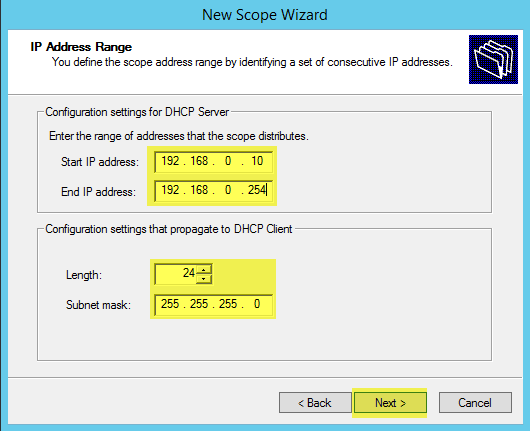 New Scope Wizard
IP Address Range
You define the scope address range by identifying a set of consecutive IP addresses.
Configuration settings for DHCP Server
Enter the range of addresses that the scope distributes.
Start IP address: 192 . 168 . 0 . 10
End IP address: 192 . 168 . 0 . 254
Configuration settings that propagate to DHCP Client
Length: 24
Subnet mask: 255 . 255 . 255 . 0
< Back Next > Cancel